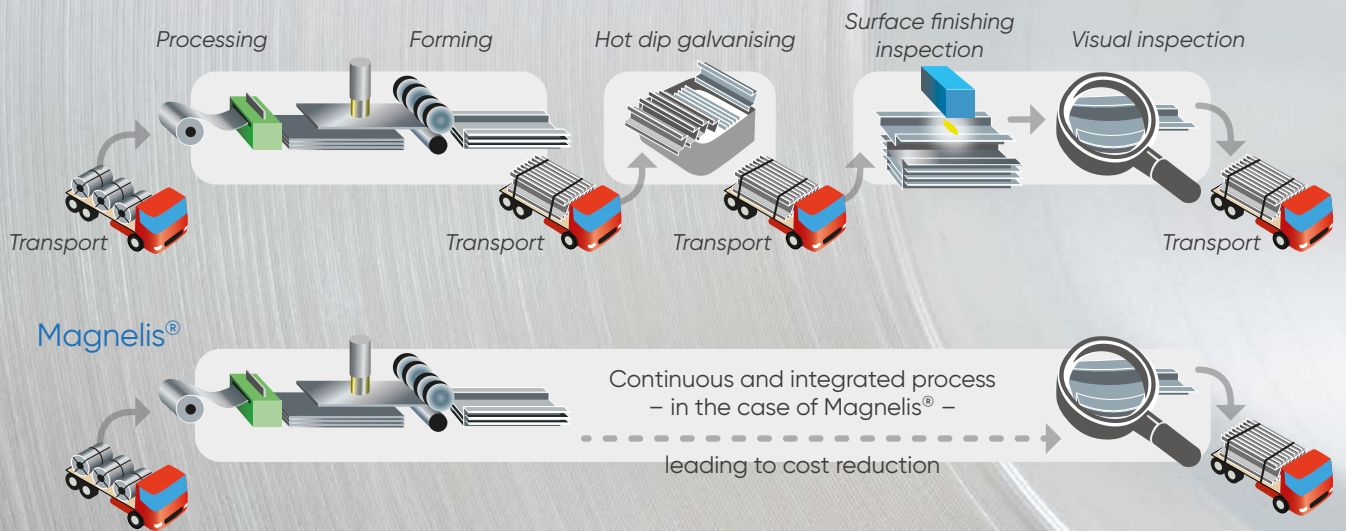 Processing
Forming
Hot dip galvanising
Surface finishing
inspection
Visual inspection
Transport
Transport
Transport
Transport
Magnelis®
Continuous and integrated process
– in the case of Magnelis® –
leading to cost reduction